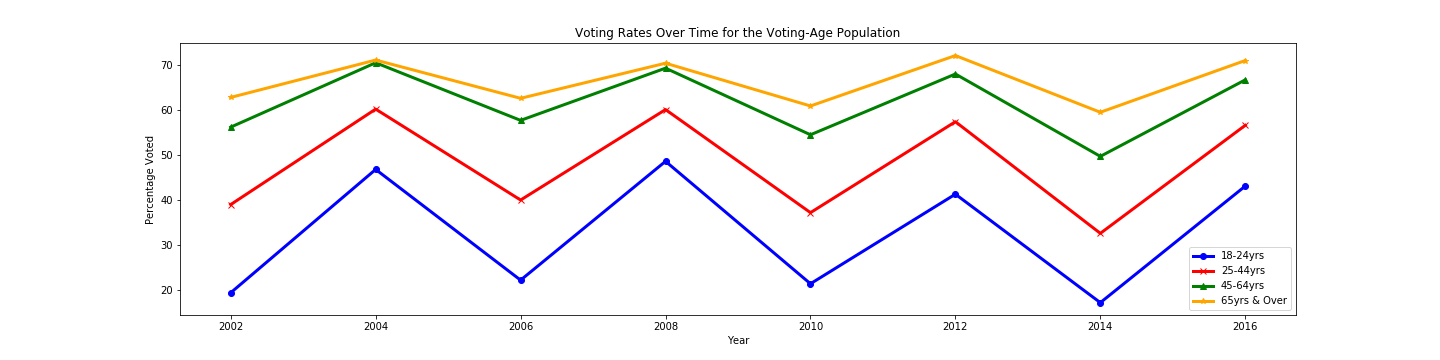 Voting Rates Over Time for the Voting-Age Population
Percentage Voted
70
60
50
40
30
20
18-24yrs
25-44yrs
45-64yrs
65yrs & Over
2002 2004 2006 2008 2010 2012 2014 2016
Year